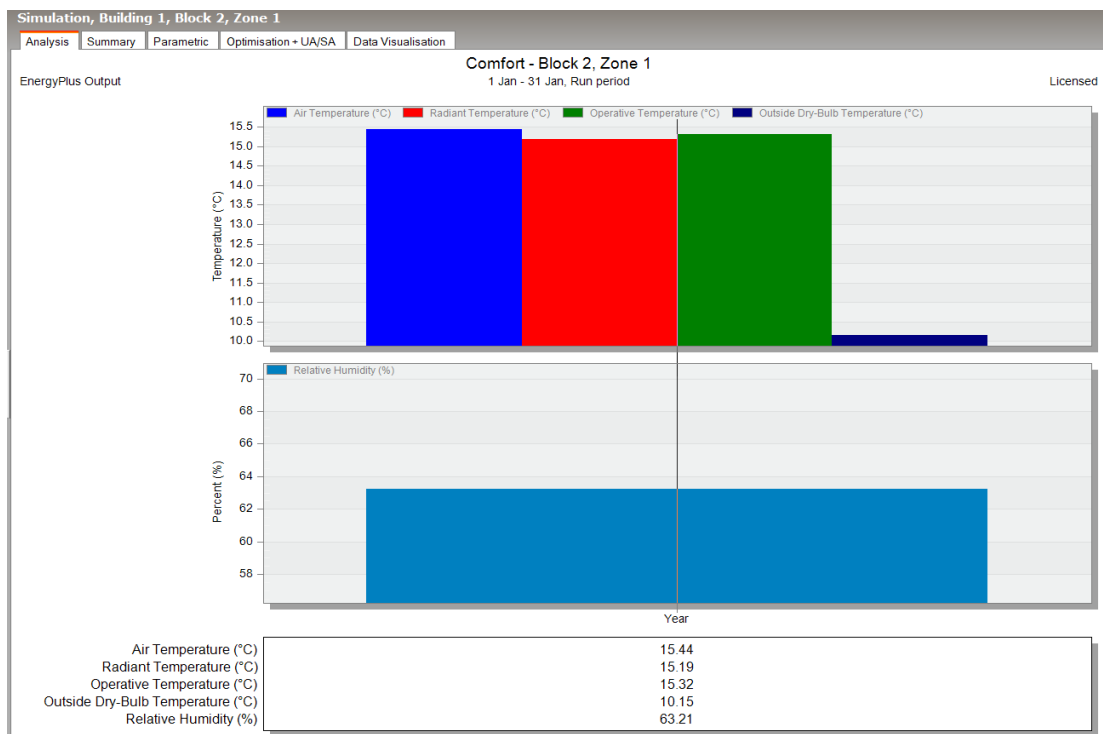 Simulation, Building 1, Block 2, Zone 1
Analysis Summary Parametric Optimisation + UA/SA Data Visualisation
Comfort - Block 2, Zone 1
EnergyPlus Output 1 Jan - 31 Jan, Run period Licensed
Air Temperature (°C) Radiant Temperature (°C) Operative Temperature (°C) Outside Dry-Bulb Temperature (°C)
15.5
15.0
14.5
14.0
13.5
13.0
12.5
12.0
11.5
11.0
10.5
10.0
Temperature (°C)
Relative Humidity (%)
70
68
66
64
62
60
58
Percent (%)
Year
Air Temperature (°C) 15.44
Radiant Temperature (°C) 15.19
Operative Temperature (°C) 15.32
Outside Dry-Bulb Temperature (°C) 10.15
Relative Humidity (%) 63.21